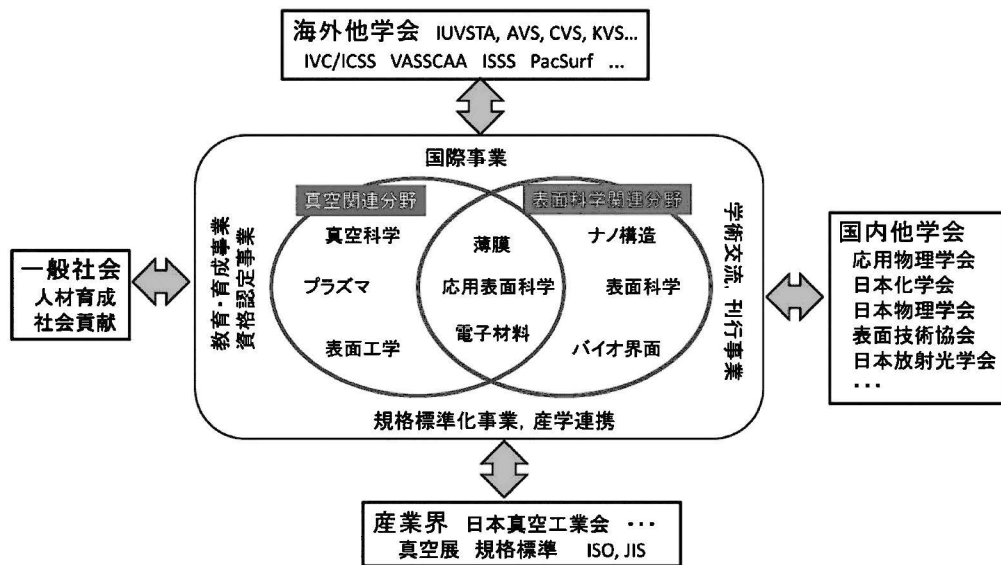 海外他学会 IUVSTA, AVS, CVS, KVS...
IVC/ICSS VASSCAA ISSS PacSurf ...
国際事業
真空関連分野
表面科学関連分野
真空科学
プラズマ
表面工学
薄膜
応用表面科学
電子材料
ナノ構造
表面科学
バイオ界面
教育・育成事業
資格認定事業
学術交流, 刊行事業
規格標準化事業, 産学連携
一般社会
人材育成
社会貢献
国内他学会
応用物理学会
日本化学会
日本物理学会
表面技術協会
日本放射光学会
・・・
産業界 日本真空工業会 ・・・
真空展 規格標準 ISO, JIS